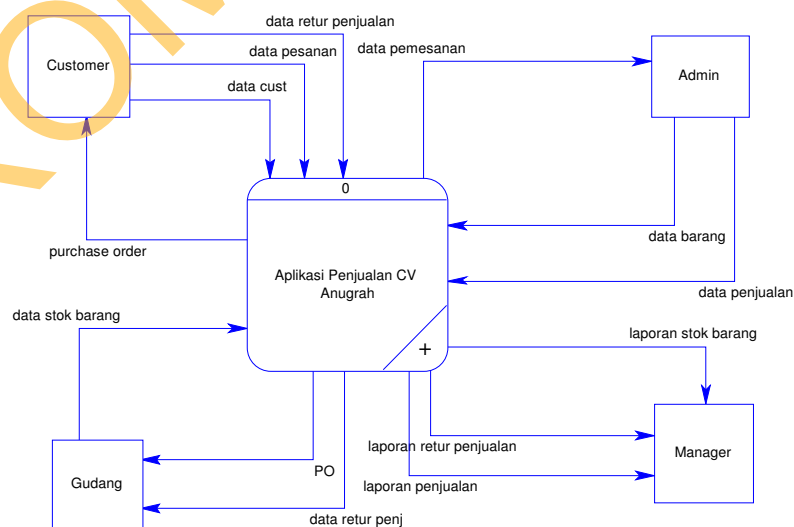 data retur penjualan
Customer
data pesanan
data pemesanan
data cust
Admin
0
purchase order
data barang
Aplikasi Penjualan CV
Anugrah
data penjualan
data stok barang
laporan stok barang
+
laporan retur penjualan
Manager
PO
Gudang
laporan penjualan
data retur penj